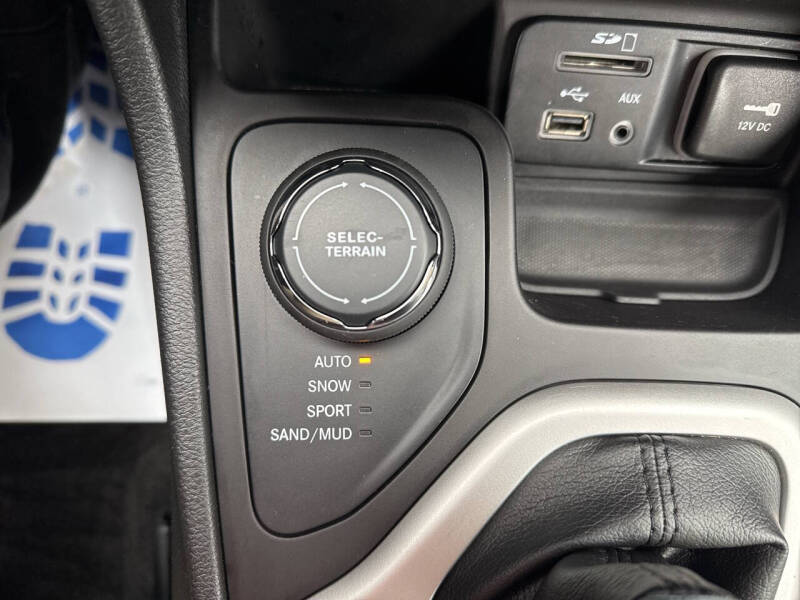 SD
AUX
12V DC
SELEC-
TERRAIN
AUTO
SNOW
SPORT
SAND/MUD